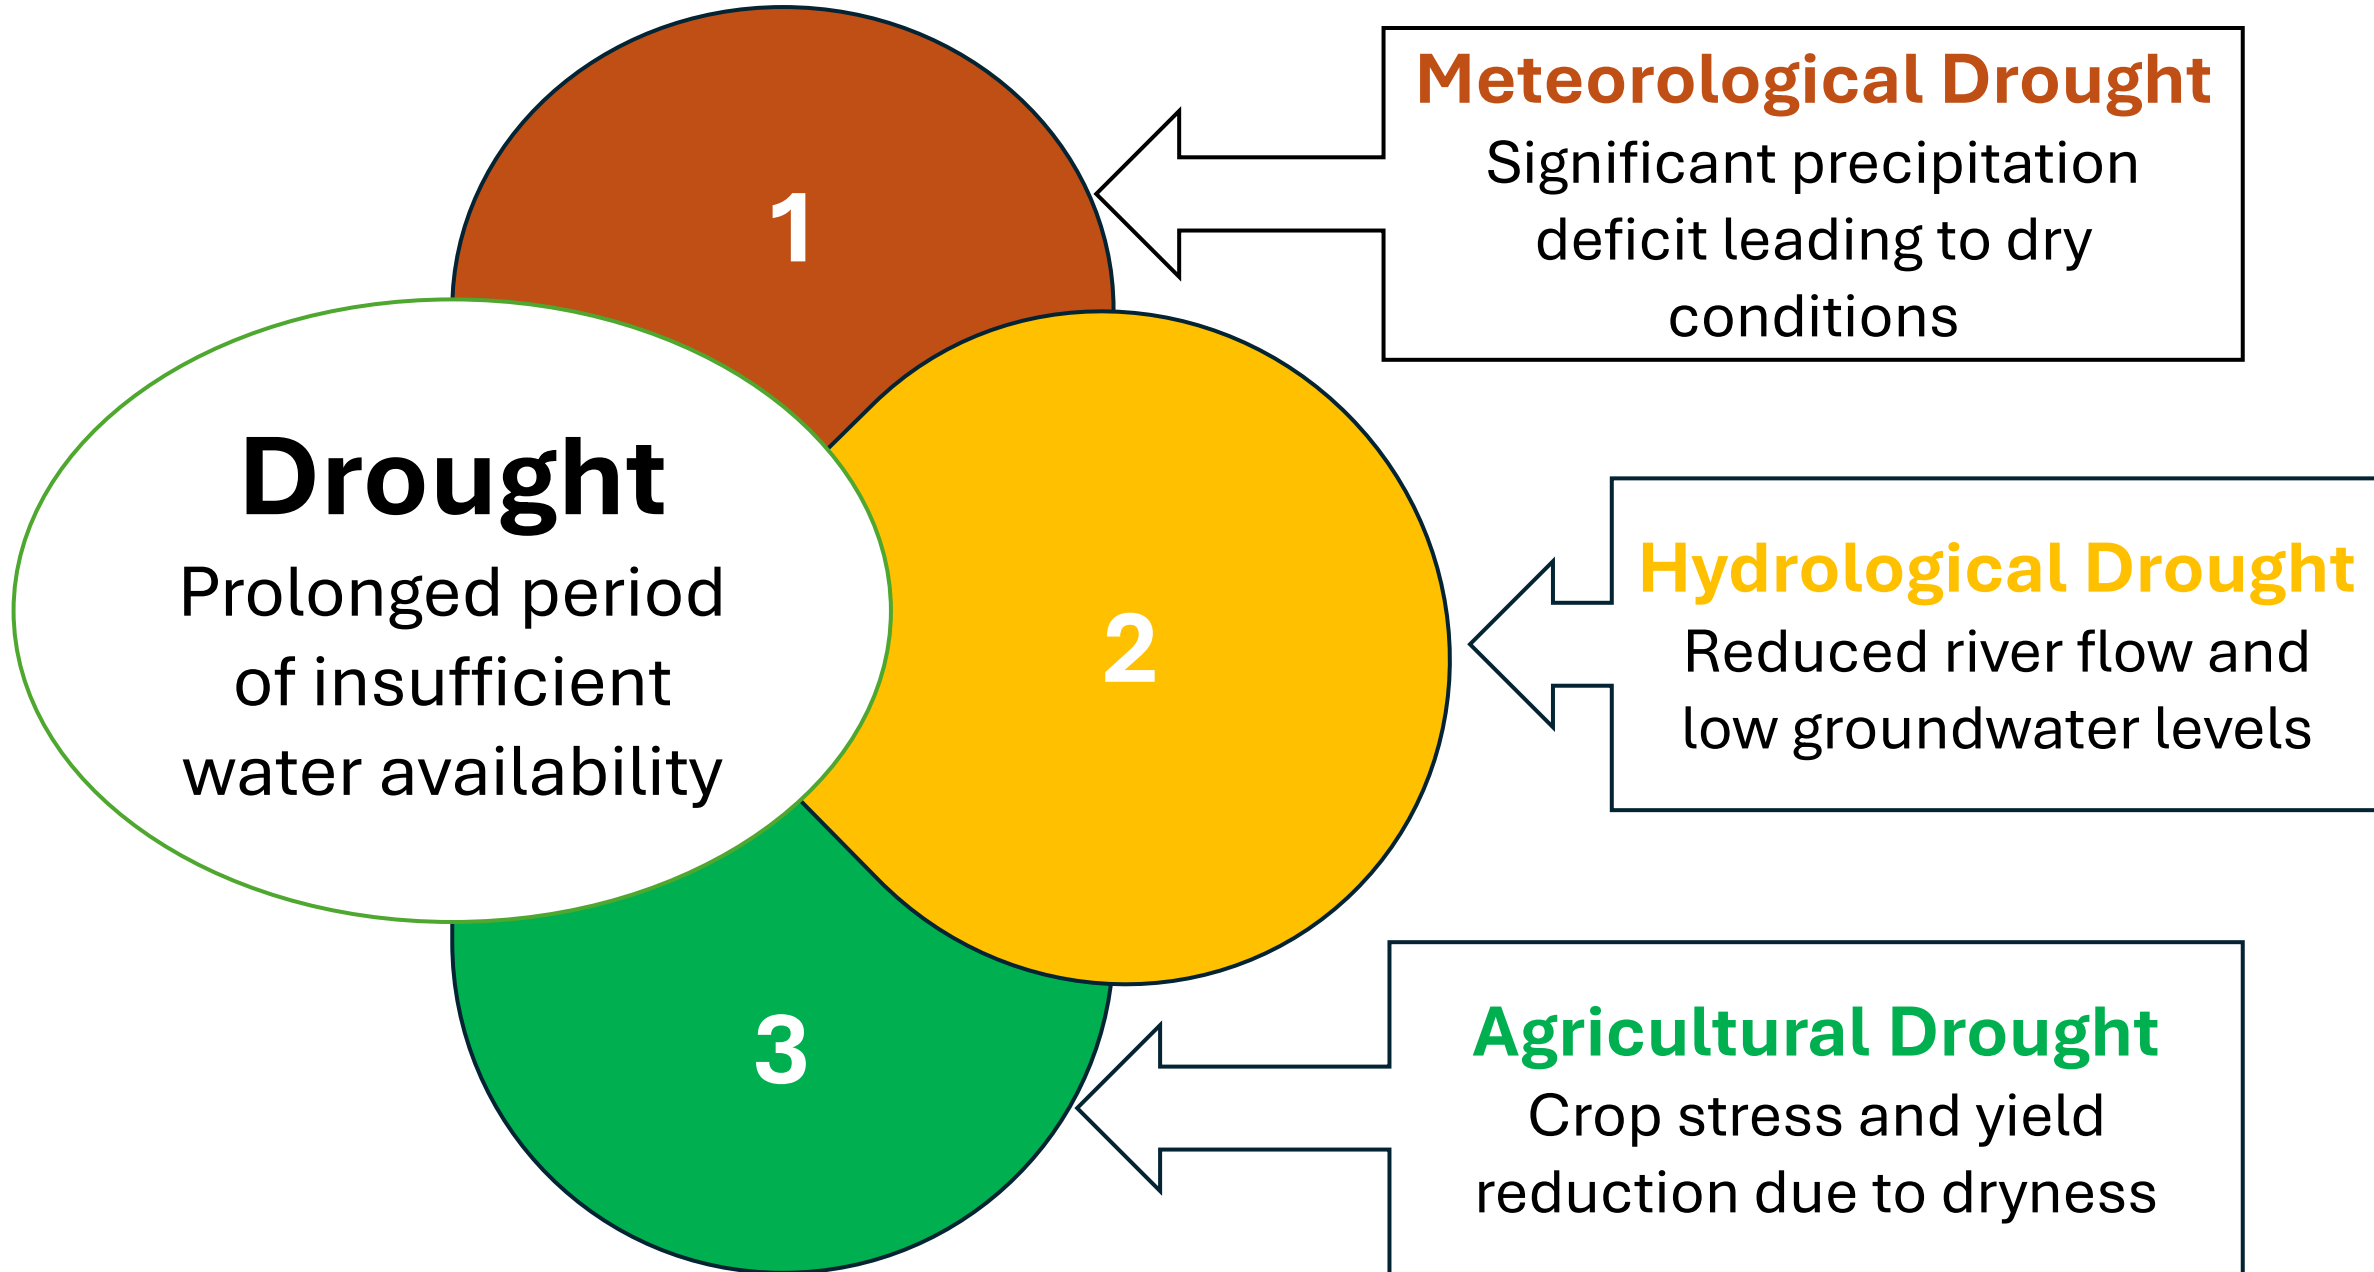 1
Meteorological Drought
Significant precipitation
deficit leading to dry
conditions
Drought
Prolonged period
of insufficient
water availability
2
Hydrological Drought
Reduced river flow and
low groundwater levels
3
Agricultural Drought
Crop stress and yield
reduction due to dryness